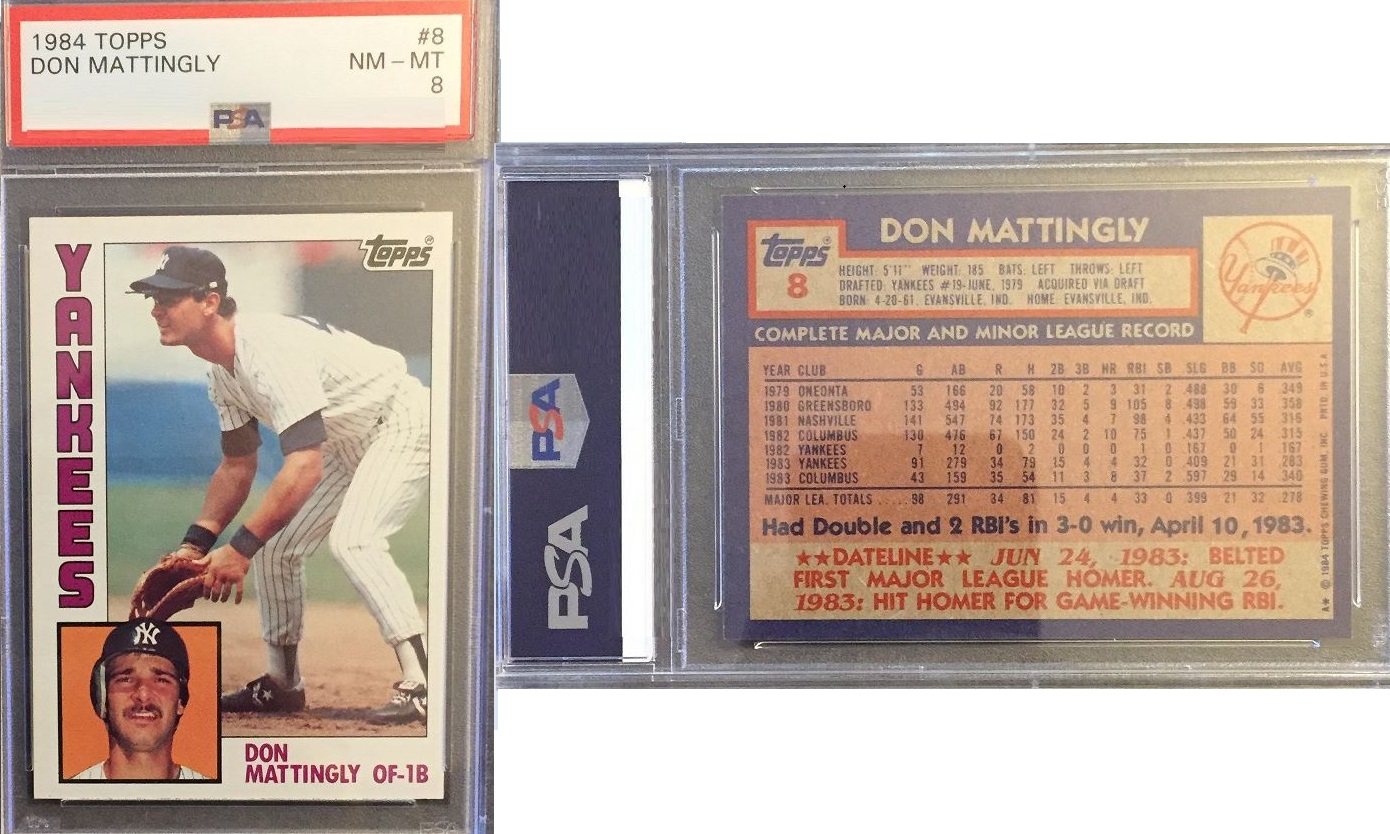 1984 TOPPS #8
DON MATTINGLY NM – MT
8
PSA
YANKEES
topps®
DON
MATTINGLY OF-1B
PSA
PSA
topps
8
DON MATTINGLY
HEIGHT: 5'11" WEIGHT: 185 BATS: LEFT THROWS: LEFT
DRAFTED: YANKEES #19-JUNE, 1979 ACQUIRED VIA DRAFT
BORN: 4-20-61, EVANSVILLE, IND. HOME: EVANSVILLE, IND.
Yankees®
COMPLETE MAJOR AND MINOR LEAGUE RECORD
YEAR CLUB G AB R H 2B 3B HR RBI SB SLG BB SO AVG
1979 ONEONTA 53 166 20 58 10 2 3 31 2 .488 30 6 .349
1980 GREENSBORO 133 494 92 177 32 5 9 105 8 .498 59 33 .358
1981 NASHVILLE 141 547 74 173 35 4 7 98 4 .433 64 55 .316
1982 COLUMBUS 130 476 67 150 24 2 10 75 1 .437 50 24 .315
1982 YANKEES 7 12 0 2 0 0 0 1 0 .167 0 1 .167
1983 YANKEES 91 279 34 79 15 4 4 32 0 .409 21 31 .283
1983 COLUMBUS 43 159 35 54 11 3 8 37 2 .597 29 14 .340
MAJOR LEA. TOTALS ..... 98 291 34 81 15 4 4 33 0 .399 21 32 .278
Had Double and 2 RBI's in 3-0 win, April 10, 1983.
★★DATELINE★★ JUN 24, 1983: BELTED
FIRST MAJOR LEAGUE HOMER. AUG 26,
1983: HIT HOMER FOR GAME-WINNING RBI.
A* © 1984 TOPPS CHEWING GUM, INC. PRTD. IN U.S.A.